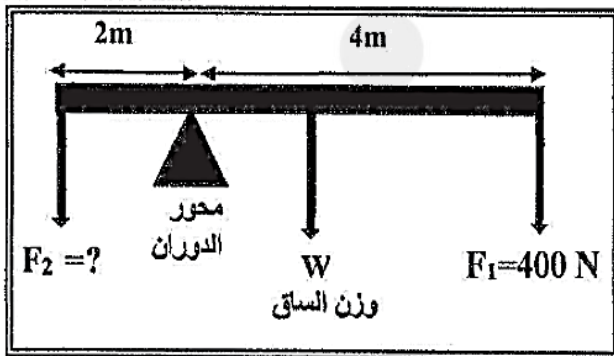 2m 4m
محور
الدوران
F₂ =?
W
وزن الساق
F₁=400 N